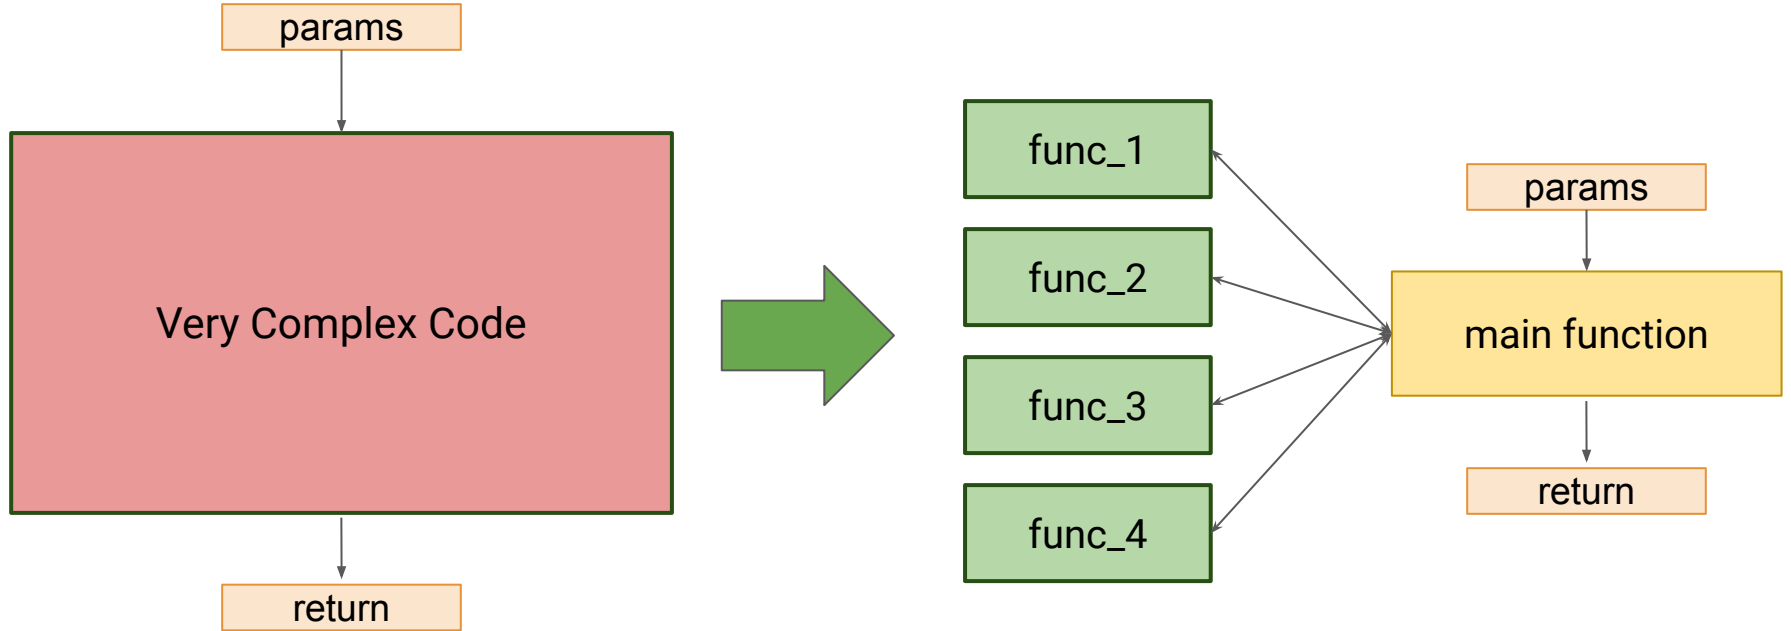 params
Very Complex Code
return
func_1
func_2
func_3
func_4
params
main function
return